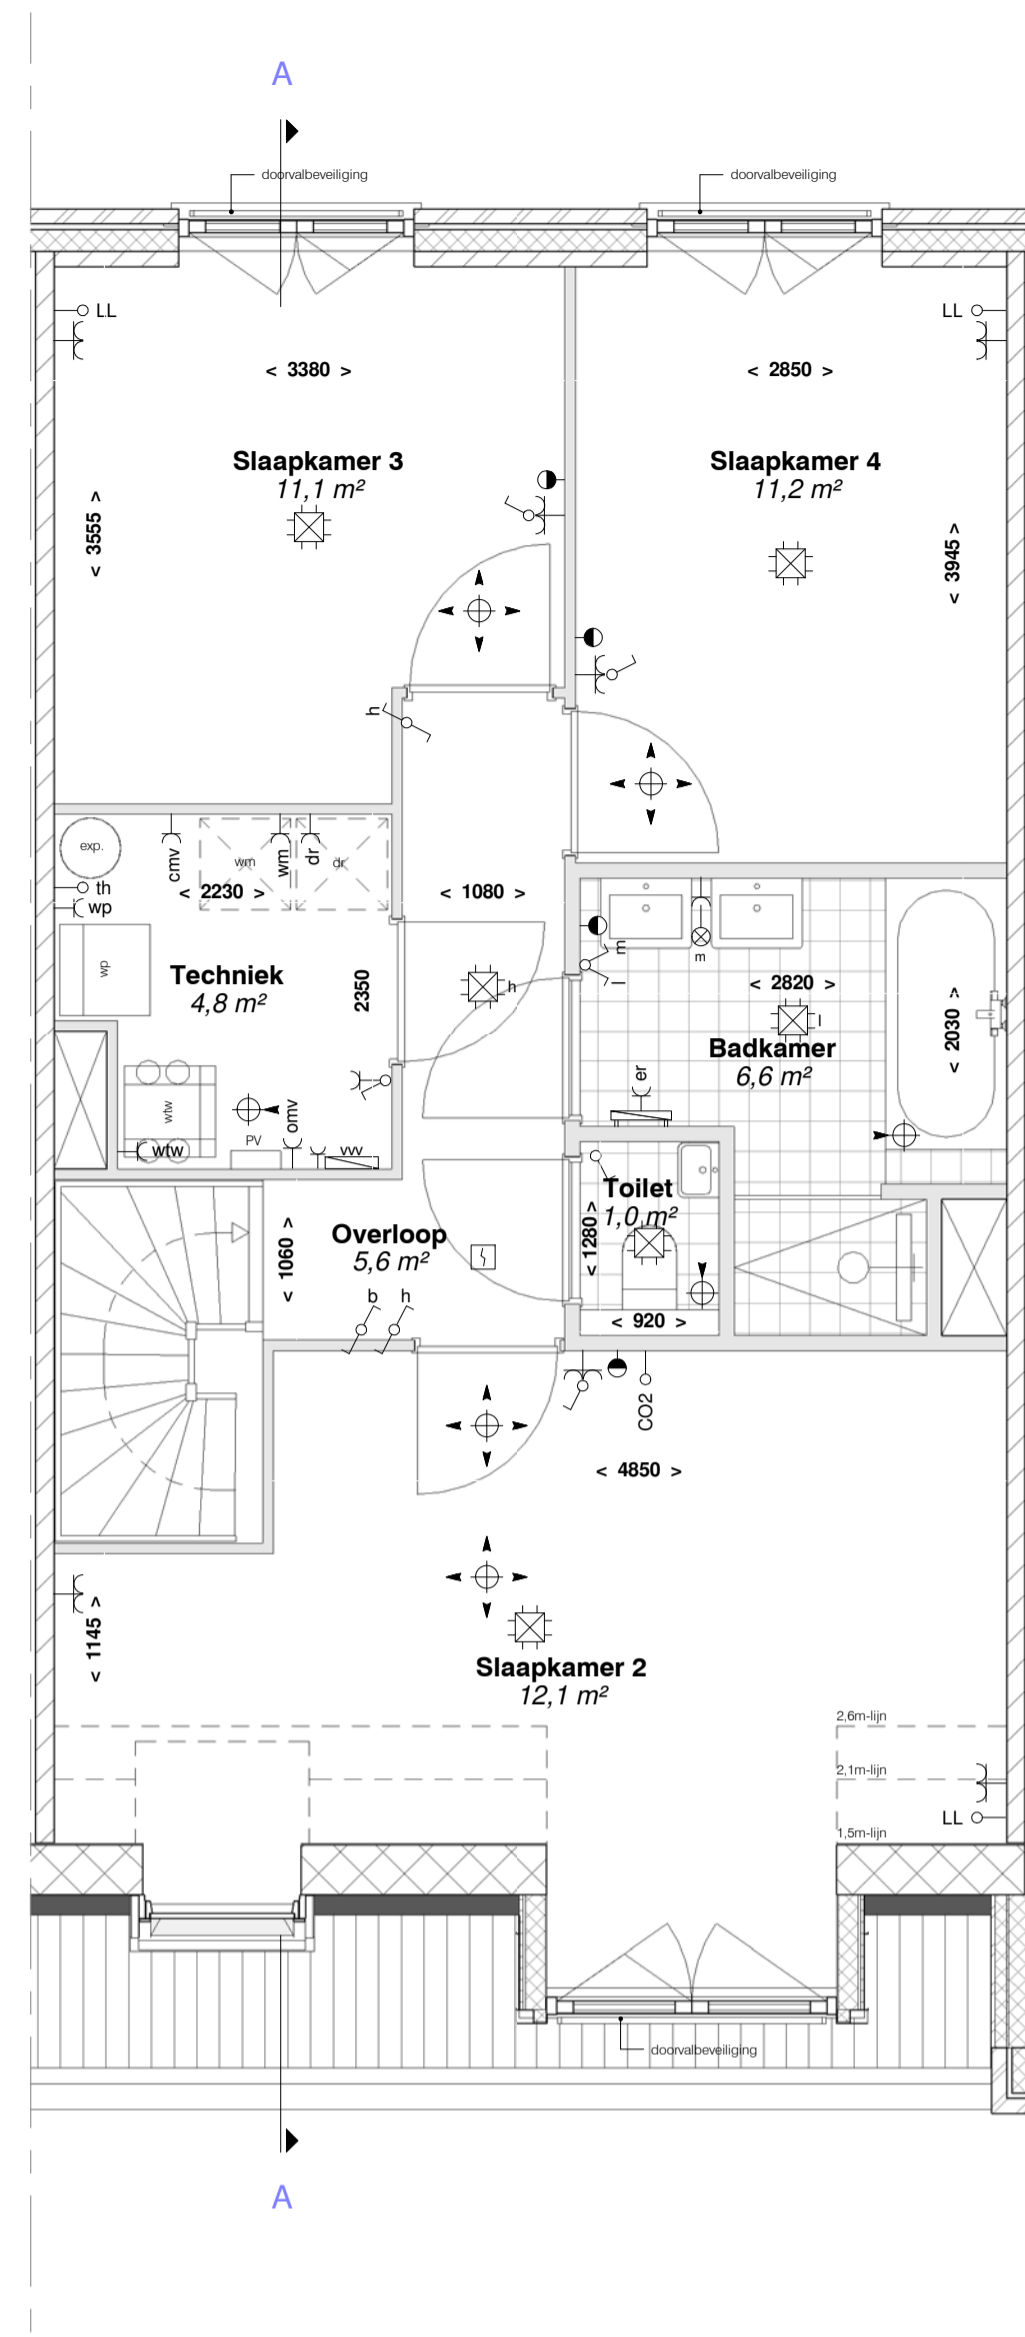 A
doorvalbeveiliging
doorvalbeveiliging
LL
LL
< 3380 >
< 2850 >
Slaapkamer 3
11,1 m²
Slaapkamer 4
11,2 m²
< 3555 >
< 3945 >
h
exp.
cmv
wm
wm
dr
dr
th
wp
< 2230 >
< 1080 >
wp
Techniek
4,8 m²
2350
h
m
l
m
< 2820 >
l
Badkamer
6,6 m²
< 2030 >
er
wtw
wtw
PV
omv
vvv
Toilet
1,0 m²
< 1280 >
< 920 >
Overloop
5,6 m²
< 1060 >
b
h
CO2
< 4850 >
< 1145 >
Slaapkamer 2
12,1 m²
2,6m-lijn
2,1m-lijn
LL
1,5m-lijn
doorvalbeveiliging
A